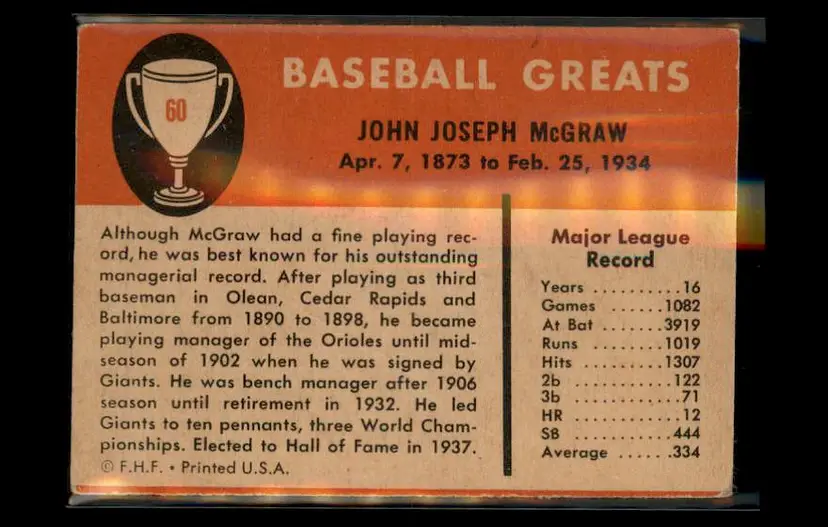 60
BASEBALL GREATS
JOHN JOSEPH McGRAW
Apr. 7, 1873 to Feb. 25, 1934
Although McGraw had a fine playing rec-
ord, he was best known for his outstanding
managerial record. After playing as third
baseman in Olean, Cedar Rapids and
Baltimore from 1890 to 1898, he became
playing manager of the Orioles until mid-
season of 1902 when he was signed by
Giants. He was bench manager after 1906
season until retirement in 1932. He led
Giants to ten pennants, three World Cham-
pionships. Elected to Hall of Fame in 1937.
© F.H.F. • Printed U.S.A.
Major League
Record
Years ..........16
Games ......1082
At Bat ........3919
Runs ........1019
Hits ..........1307
2b ...........122
3b ............71
HR ............12
SB ...........444
Average ......334